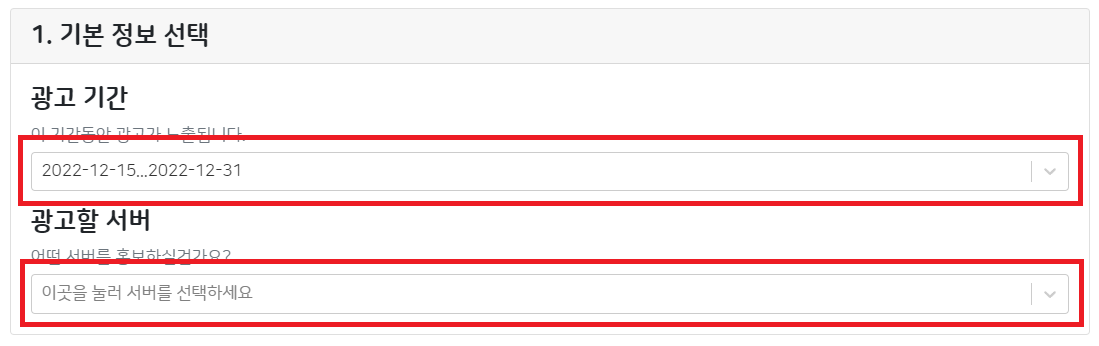 1. 기본 정보 선택
광고 기간
이 기간동안 광고가 노출됩니다.
2022-12-15...2022-12-31
광고할 서버
어떤 서버를 홍보하실건가요?
이곳을 눌러 서버를 선택하세요